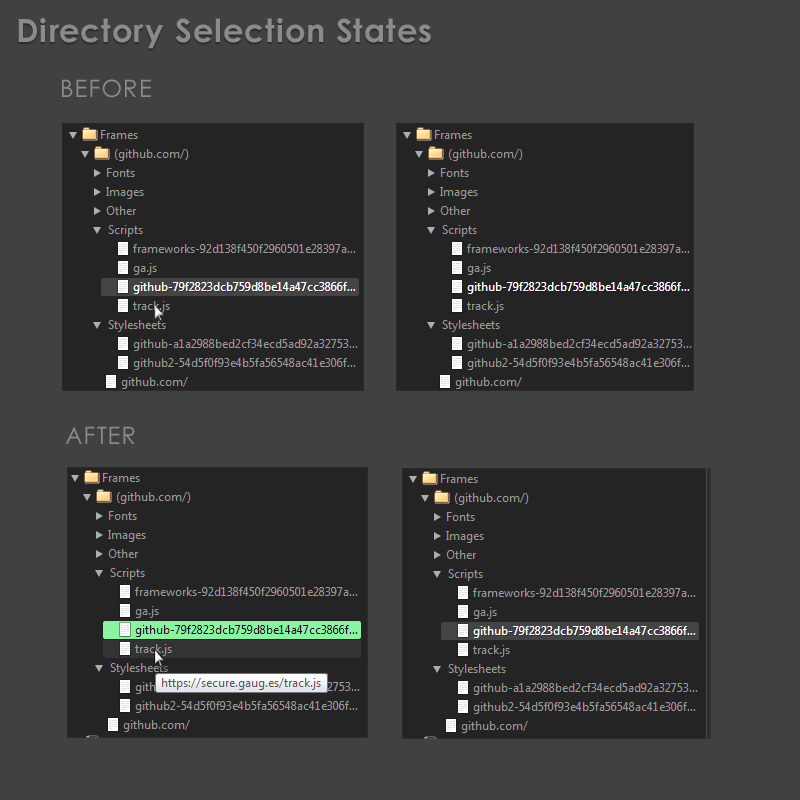 Directory Selection States
BEFORE
Frames
(github.com/)
Fonts
Images
Other
Scripts
frameworks-92d138f450f2960501e28397a...
ga.js
github-79f2823dcb759d8be14a47cc3866f...
track.js
Stylesheets
github-a1a2988bed2cf34ecd5ad92a32753...
github2-54d5f0f93e4b5fa56548ac41e306f...
github.com/
Frames
(github.com/)
Fonts
Images
Other
Scripts
frameworks-92d138f450f2960501e28397a...
ga.js
github-79f2823dcb759d8be14a47cc3866f...
track.js
Stylesheets
github-a1a2988bed2cf34ecd5ad92a32753...
github2-54d5f0f93e4b5fa56548ac41e306f...
github.com/
AFTER
Frames
(github.com/)
Fonts
Images
Other
Scripts
frameworks-92d138f450f2960501e28397a...
ga.js
github-79f2823dcb759d8be14a47cc3866f...
track.js
Stylesheets
https://secure.gaug.es/track.js
github2-54d5f0f93e4b5fa56548ac41e306f...
github.com/
Frames
(github.com/)
Fonts
Images
Other
Scripts
frameworks-92d138f450f2960501e28397a...
ga.js
github-79f2823dcb759d8be14a47cc3866f...
track.js
Stylesheets
github-a1a2988bed2cf34ecd5ad92a32753...
github2-54d5f0f93e4b5fa56548ac41e306f...
github.com/